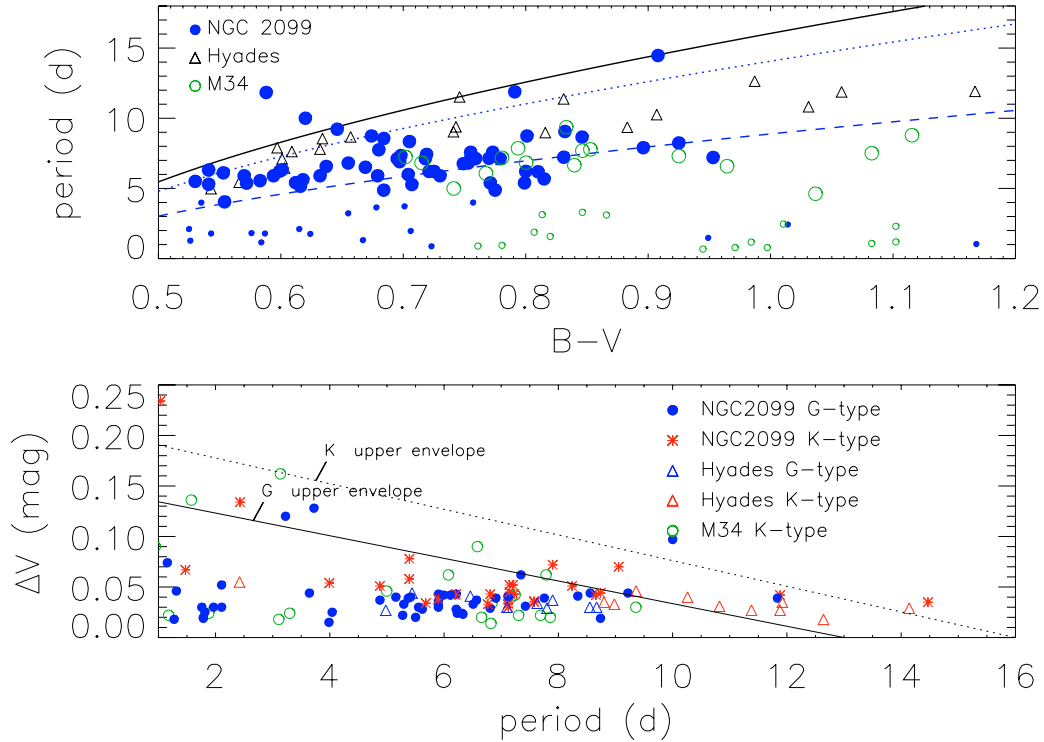 NGC 2099
Hyades
M34
period (d)
15
10
5
0
0.5 0.6 0.7 0.8 0.9 1.0 1.1 1.2
B−V
ΔV (mag)
0.25
0.20
0.15
0.10
0.05
0.00
K upper envelope
G upper envelope
NGC2099 G−type
NGC2099 K−type
Hyades G−type
Hyades K−type
M34 K−type
2 4 6 8 10 12 14 16
period (d)